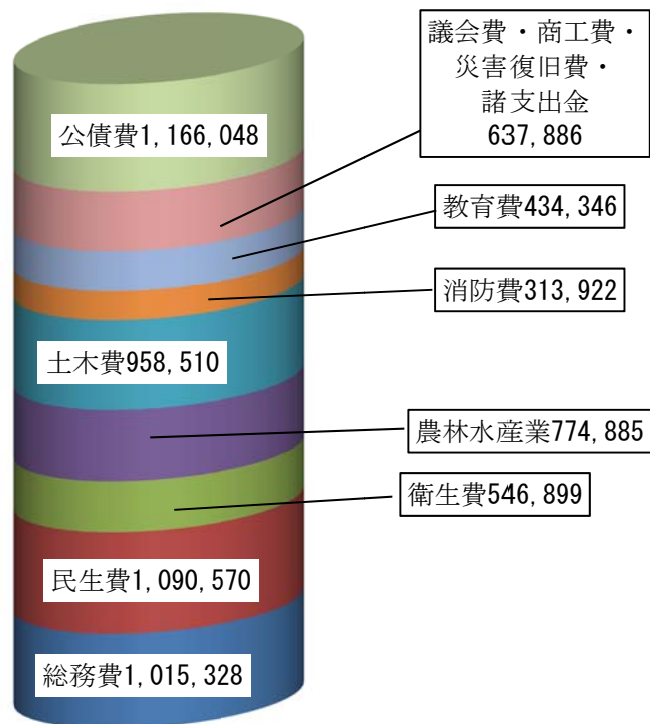 議会費・商工費・
災害復旧費・
諸支出金
637,886
公債費1,166,048
教育費434,346
消防費313,922
土木費958,510
農林水産業774,885
衛生費546,899
民生費1,090,570
総務費1,015,328